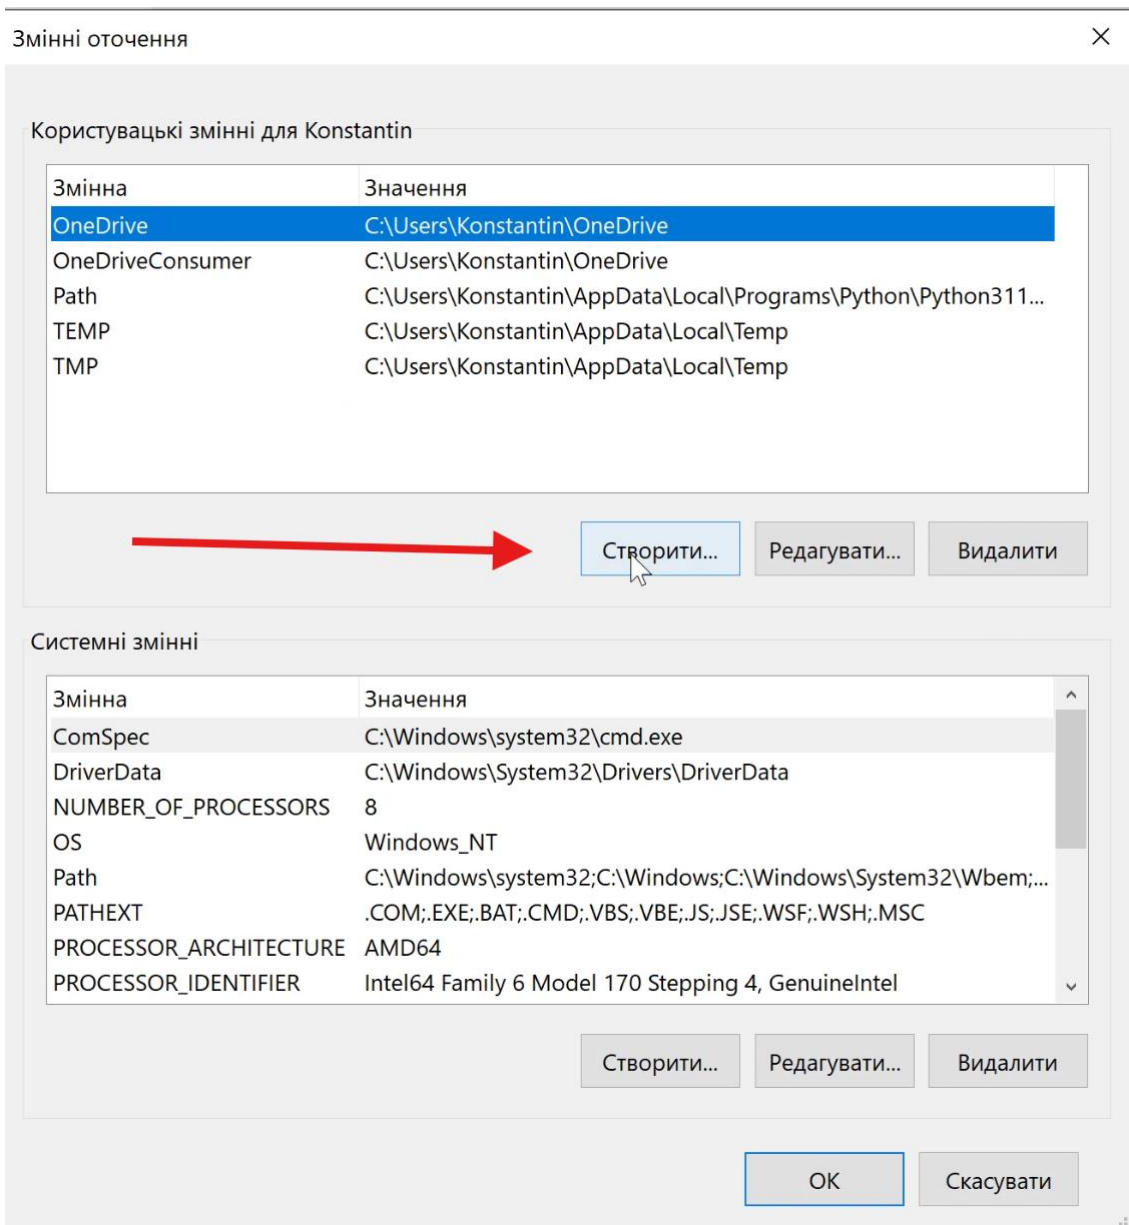 Змінні оточення
Користувацькі змінні для Konstantin
Змінна Значення
OneDrive C:\Users\Konstantin\OneDrive
OneDriveConsumer C:\Users\Konstantin\OneDrive
Path C:\Users\Konstantin\AppData\Local\Programs\Python\Python311...
TEMP C:\Users\Konstantin\AppData\Local\Temp
TMP C:\Users\Konstantin\AppData\Local\Temp
Створити... Редагувати... Видалити
Системні змінні
Змінна Значення
ComSpec C:\Windows\system32\cmd.exe
DriverData C:\Windows\System32\Drivers\DriverData
NUMBER_OF_PROCESSORS 8
OS Windows_NT
Path C:\Windows\system32;C:\Windows;C:\Windows\System32\Wbem;...
PATHEXT .COM;.EXE;.BAT;.CMD;.VBS;.VBE;.JS;.JSE;.WSF;.WSH;.MSC
PROCESSOR_ARCHITECTURE AMD64
PROCESSOR_IDENTIFIER Intel64 Family 6 Model 170 Stepping 4, GenuineIntel
Створити... Редагувати... Видалити
ОК Скасувати